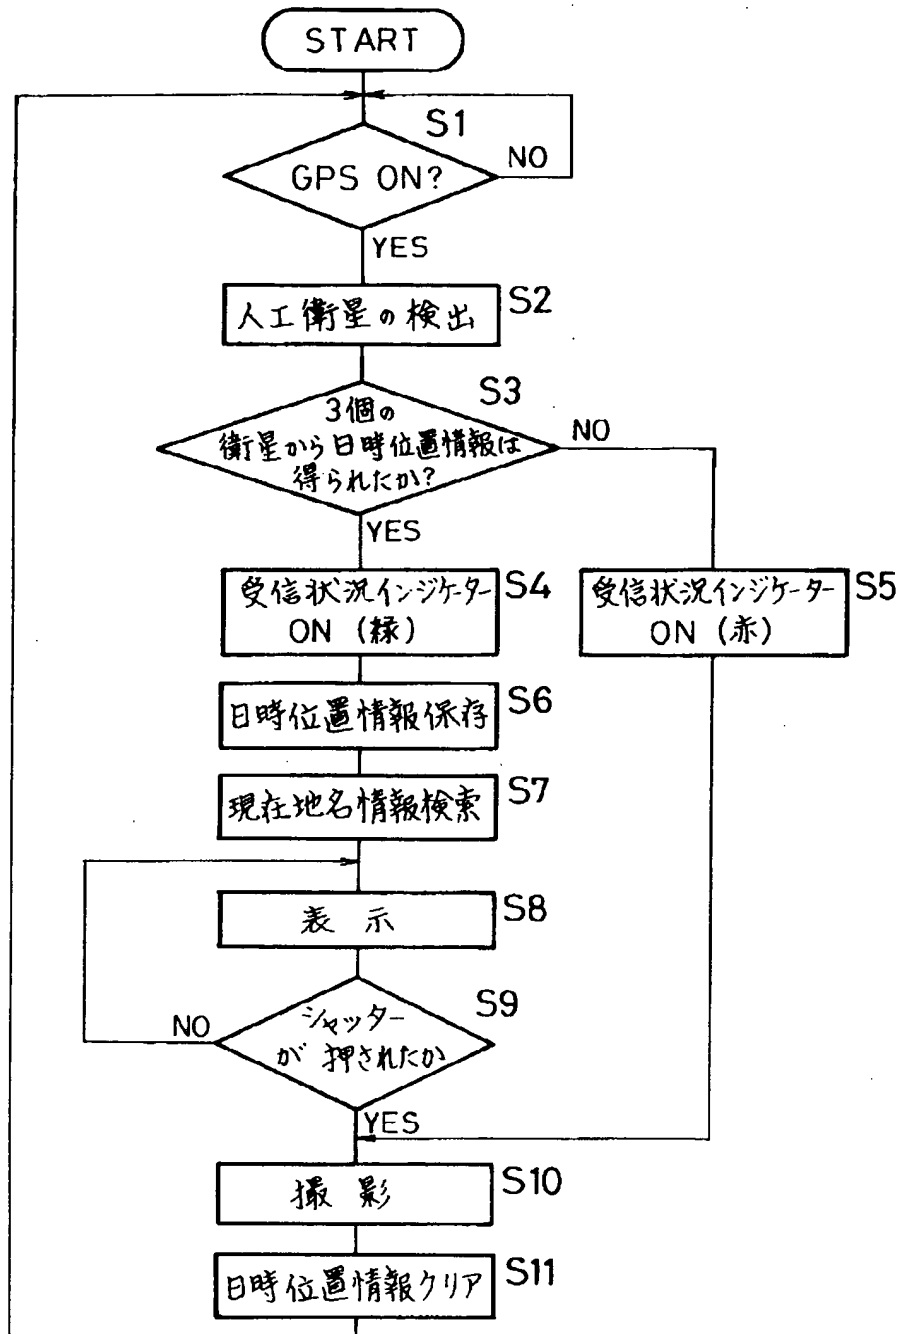 START
S1
GPS ON?
NO
YES
人工衛星の検出
S2
S3
3個の
衛星から日時位置情報は
得られたか?
NO
YES
受信状況インジケーター
ON (緑)
S4
受信状況インジケーター
ON (赤)
S5
日時位置情報保存
S6
現在地名情報検索
S7
表 示
S8
シャッター
が 押されたか
S9
NO
YES
撮 影
S10
日時位置情報クリア
S11